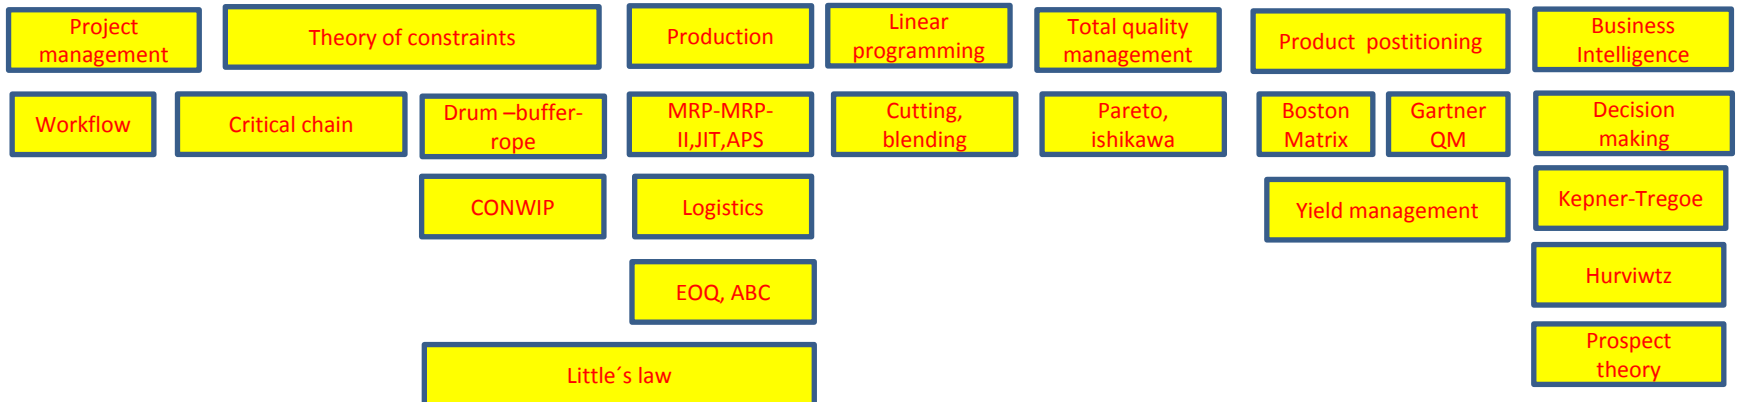 Project
management
Theory of constraints
Production
Linear
programming
Total quality
management
Product  postitioning
Business
Intelligence
Workflow
Critical chain
Drum –buffer-
rope
MRP-MRP-
II,JIT,APS
Cutting,
blending
Pareto,
ishikawa
Boston
Matrix
Gartner
QM
Decision
making
CONWIP
Logistics
Yield management
Kepner-Tregoe
EOQ, ABC
Hurviwtz
Little´s law
Prospect
theory